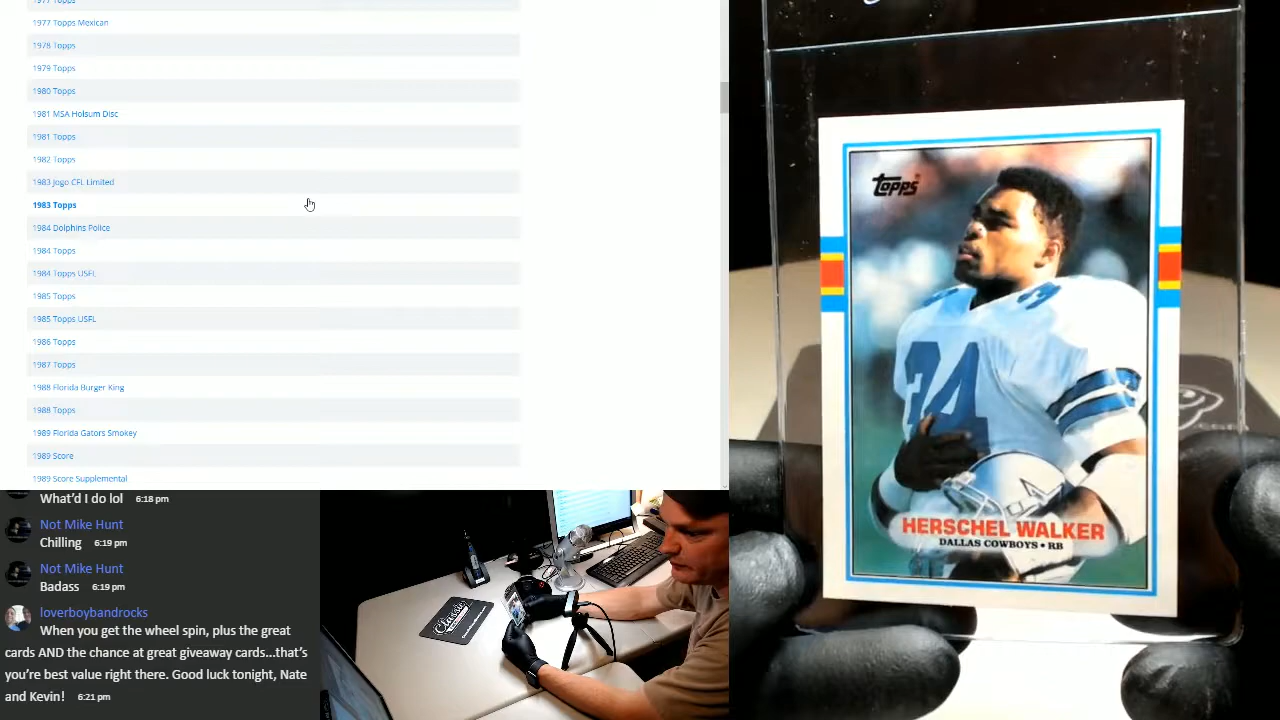 1977 Topps
1977 Topps Mexican
1978 Topps
1979 Topps
1980 Topps
1981 MSA Holsum Disc
1981 Topps
1982 Topps
1983 Jogo CFL Limited
1983 Topps
1984 Dolphins Police
1984 Topps
1984 Topps USFL
1985 Topps
1985 Topps USFL
1986 Topps
1987 Topps
1988 Florida Burger King
1988 Topps
1989 Florida Gators Smokey
1989 Score
1989 Score Supplemental
What'd I do lol 6:18 pm
Not Mike Hunt
Chilling 6:19 pm
Not Mike Hunt
Badass 6:19 pm
loverboybandrocks
When you get the wheel spin, plus the great
cards AND the chance at great giveaway cards...that's
you're best value right there. Good luck tonight, Nate
and Kevin! 6:21 pm
Classics
Topps
34
34
HERSCHEL WALKER
DALLAS COWBOYS • RB